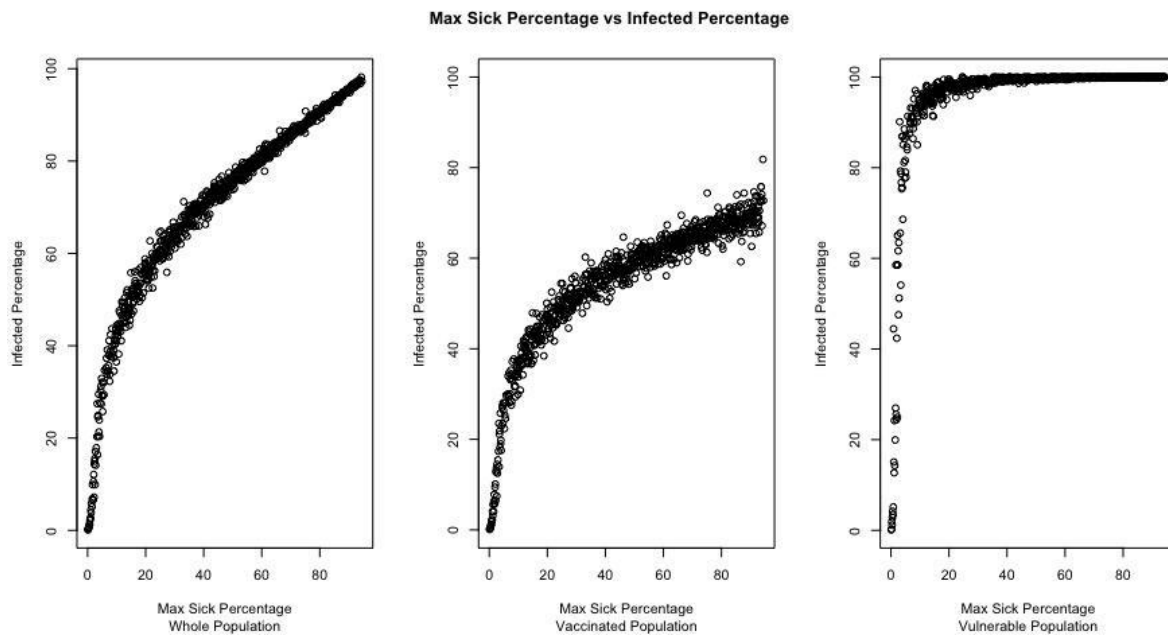 Max Sick Percentage vs Infected Percentage
Infected Percentage
0 20 40 60 80 100
0 20 40 60 80
Max Sick Percentage
Whole Population
Infected Percentage
0 20 40 60 80 100
0 20 40 60 80
Max Sick Percentage
Vaccinated Population
Infected Percentage
0 20 40 60 80 100
0 20 40 60 80
Max Sick Percentage
Vulnerable Population